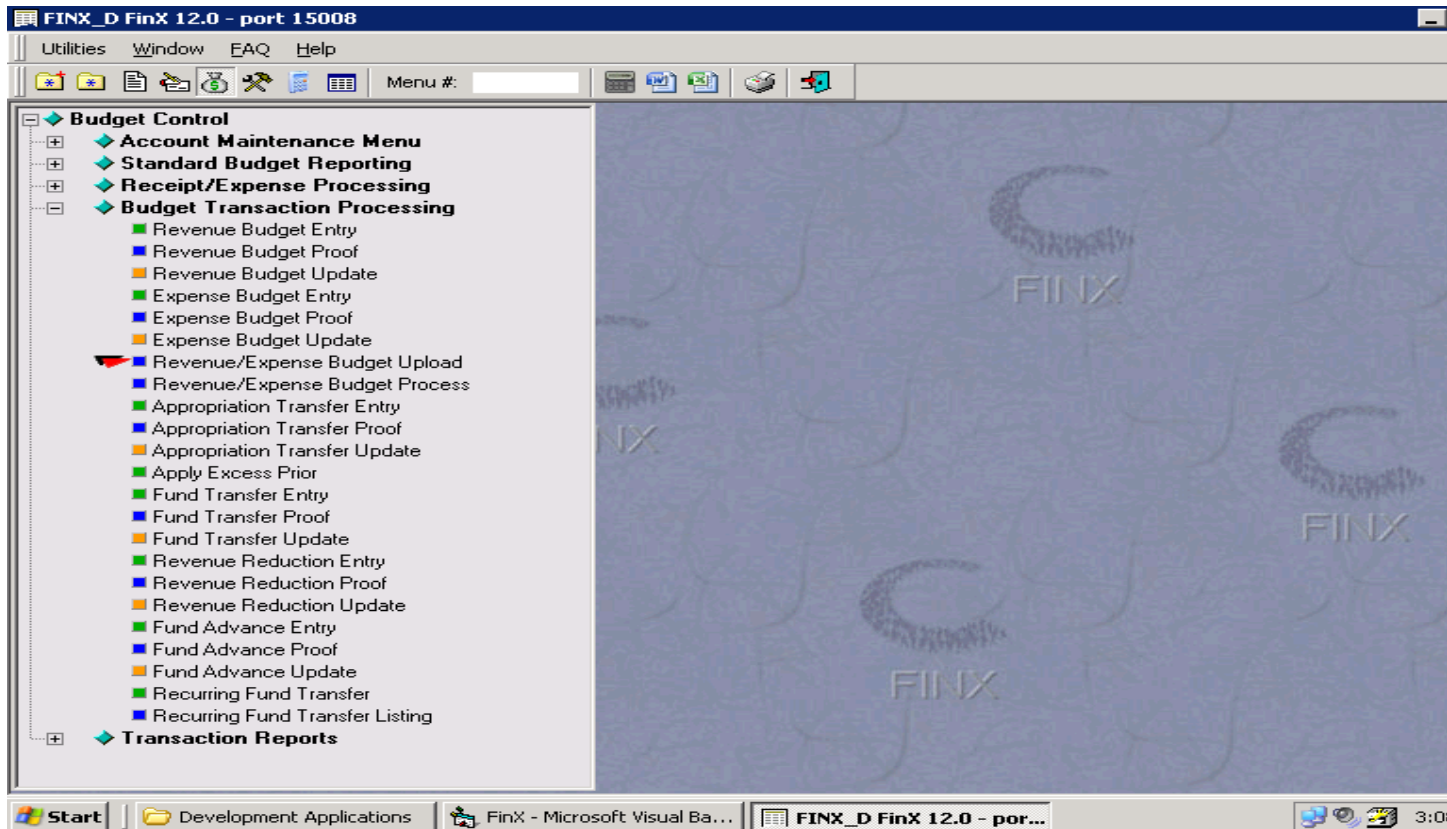 FINX_D FinX 12.0 - port 15008
Utilities Window FAQ Help
Menu #:
Budget Control
Account Maintenance Menu
Standard Budget Reporting
Receipt/Expense Processing
Budget Transaction Processing
Revenue Budget Entry
Revenue Budget Proof
Revenue Budget Update
Expense Budget Entry
Expense Budget Proof
Expense Budget Update
Revenue/Expense Budget Upload
Revenue/Expense Budget Process
Appropriation Transfer Entry
Appropriation Transfer Proof
Appropriation Transfer Update
Apply Excess Prior
Fund Transfer Entry
Fund Transfer Proof
Fund Transfer Update
Revenue Reduction Entry
Revenue Reduction Proof
Revenue Reduction Update
Fund Advance Entry
Fund Advance Proof
Fund Advance Update
Recurring Fund Transfer
Recurring Fund Transfer Listing
Transaction Reports
FINX
FINX
FINX
Start Development Applications FinX - Microsoft Visual Ba... FINX_D FinX 12.0 - por...